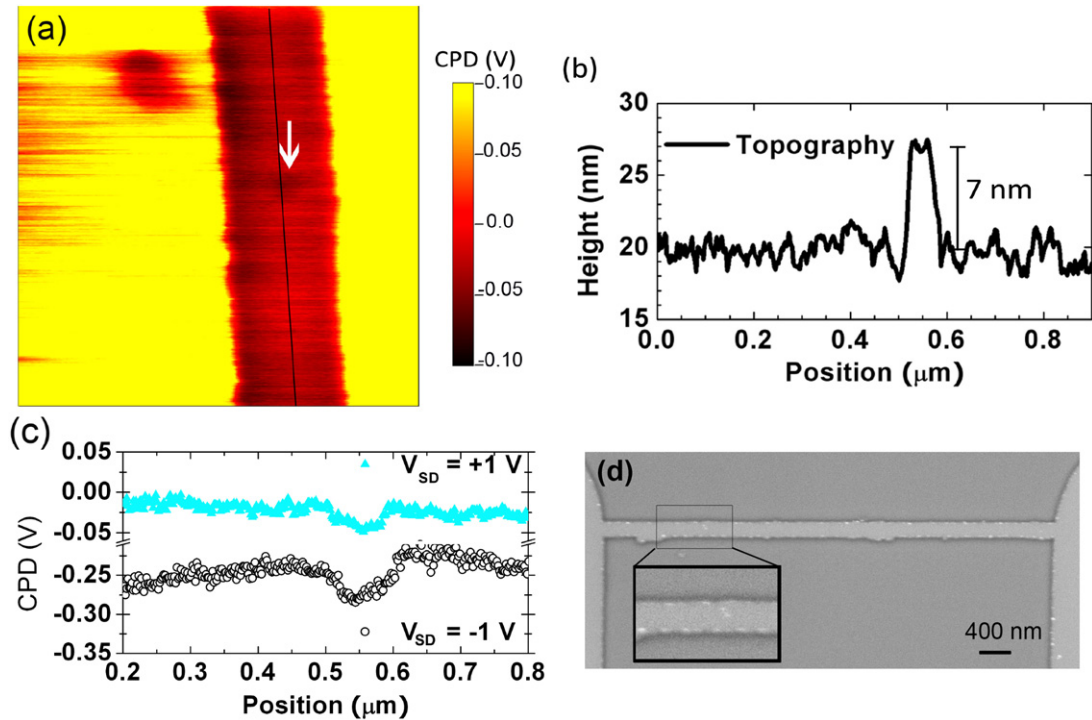 (a)
CPD (V)
0.10
0.05
0.0
-0.05
-0.10
(b)
Topography
7 nm
30
26
20
15
Height (nm)
0.0 0.2 0.4 0.6 0.8
Position (μm)
(c)
V_SD = +1 V
V_SD = -1 V
0.05
0.00
-0.05
-0.25
-0.30
-0.35
CPD (V)
0.2 0.3 0.4 0.5 0.6 0.7 0.8
Position (μm)
(d)
400 nm